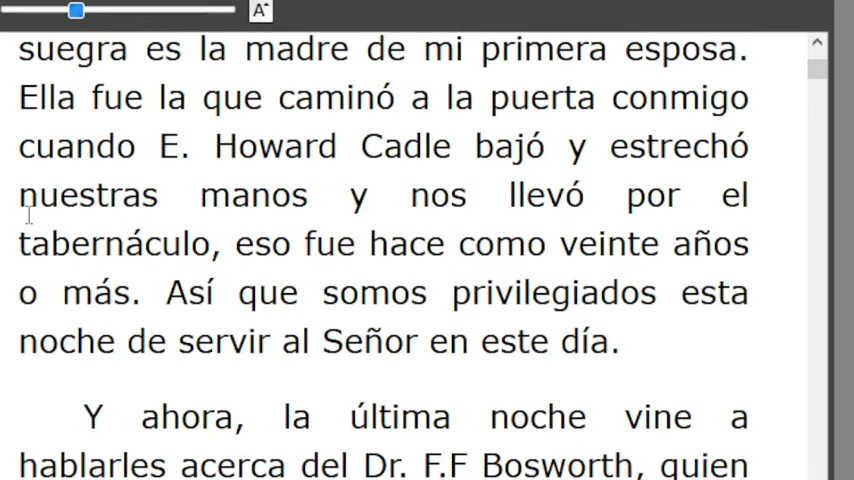 A
suegra es la madre de mi primera esposa.
Ella fue la que caminó a la puerta conmigo
cuando E. Howard Cadle bajó y estrechó
nuestras manos y nos llevó por el
tabernáculo, eso fue hace como veinte años
o más. Así que somos privilegiados esta
noche de servir al Señor en este día.
Y ahora, la última noche vine a
hablarles acerca del Dr. F.F Bosworth, quien